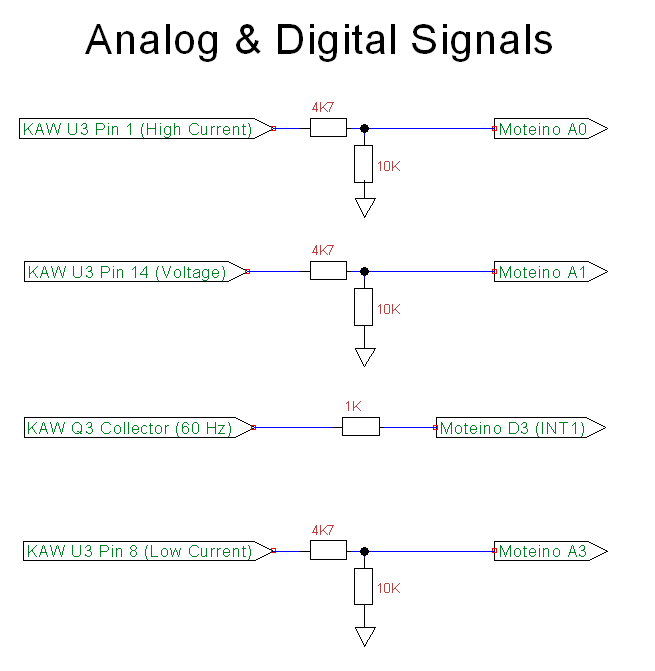 Analog & Digital Signals
4K7
KAW U3 Pin 1 (High Current)
Moteino A0
10K
4K7
KAW U3 Pin 14 (Voltage)
Moteino A1
10K
1K
KAW Q3 Collector (60 Hz)
Moteino D3 (INT1)
4K7
KAW U3 Pin 8 (Low Current)
Moteino A3
10K